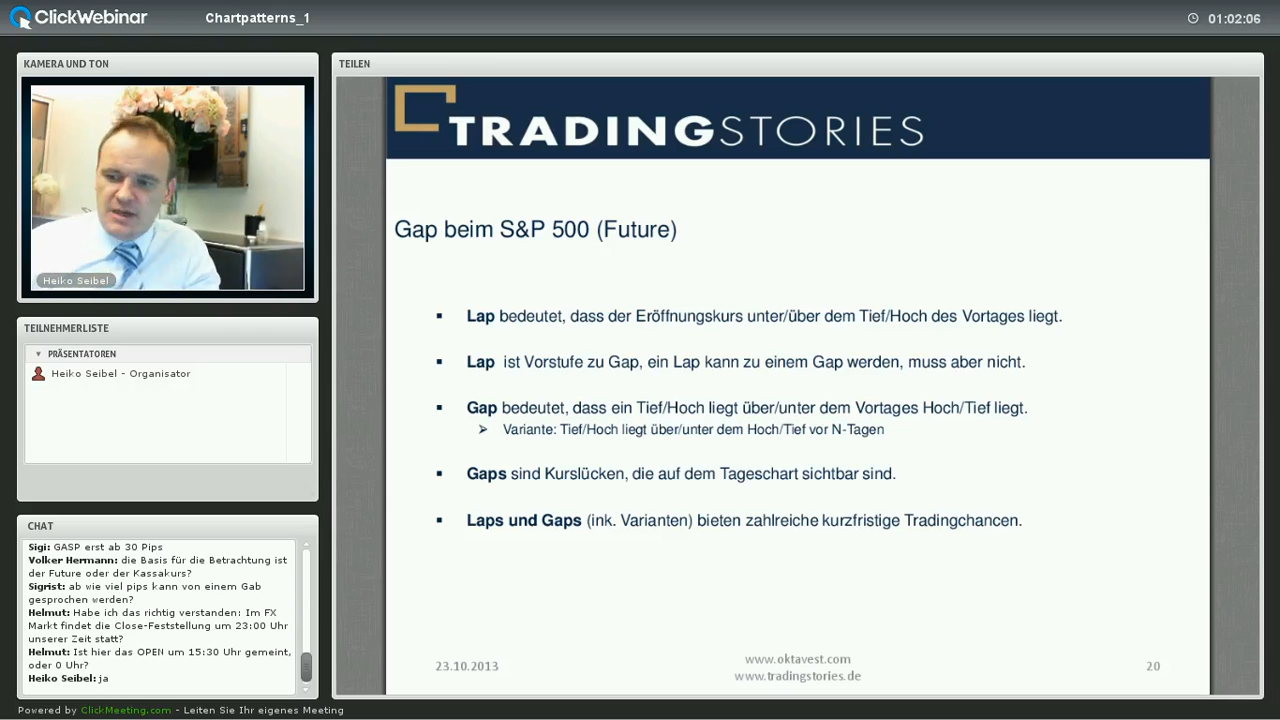 ClickWebinar
Chartpatterns_1
01:02:06
KAMERA UND TON
Heiko Seibel
TEILNEHMERLISTE
PRÄSENTATOREN
Heiko Seibel - Organisator
CHAT
Sigi: GASP erst ab 30 Pips
Volker Hermann: die Basis für die Betrachtung ist
der Future oder der Kassakurs?
Sigrist: ab wie viel pips kann von einem Gab
gesprochen werden?
Helmut: Habe ich das richtig verstanden: Im FX
Markt findet die Close-Feststellung um 23:00 Uhr
unserer Zeit statt?
Helmut: Ist hier das OPEN um 15:30 Uhr gemeint,
oder 0 Uhr?
Heiko Seibel: ja
TEILEN
TRADINGSTORIES
Gap beim S&P 500 (Future)
Lap bedeutet, dass der Eröffnungskurs unter/über dem Tief/Hoch des Vortages liegt.
Lap ist Vorstufe zu Gap, ein Lap kann zu einem Gap werden, muss aber nicht.
Gap bedeutet, dass ein Tief/Hoch liegt über/unter dem Vortages Hoch/Tief liegt.
Variante: Tief/Hoch liegt über/unter dem Hoch/Tief vor N-Tagen
Gaps sind Kurslücken, die auf dem Tageschart sichtbar sind.
Laps und Gaps (ink. Varianten) bieten zahlreiche kurzfristige Tradingchancen.
23.10.2013
www.oktavest.com
www.tradingstories.de
20
Powered by ClickMeeting.com - Leiten Sie Ihr eigenes Meeting